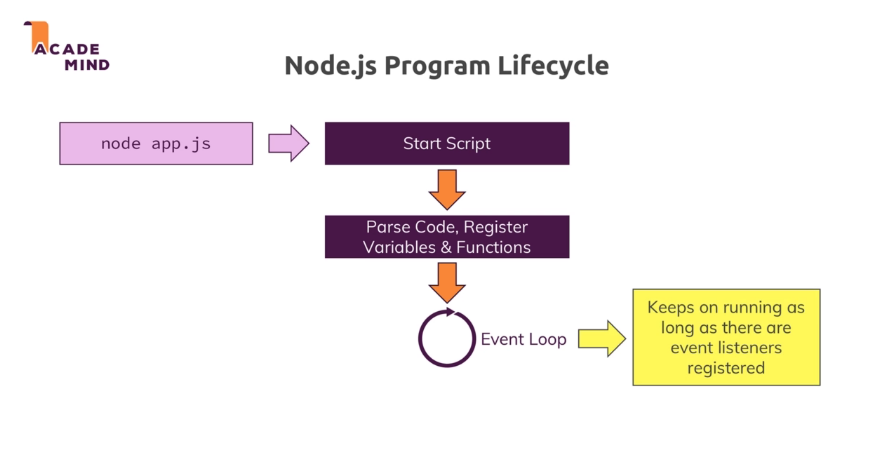 ACADE
MIND
Node.js Program Lifecycle
node app.js
Start Script
Parse Code, Register
Variables & Functions
Event Loop
Keeps on running as
long as there are
event listeners
registered